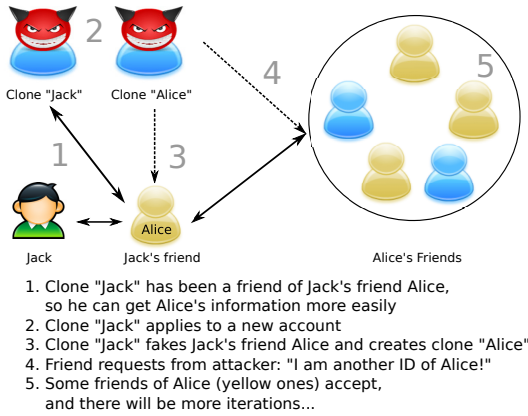 2
Clone "Jack"
Clone "Alice"
4
5
1
3
Alice
Jack
Jack's friend
Alice's Friends
1. Clone "Jack" has been a friend of Jack's friend Alice,
so he can get Alice's information more easily
2. Clone "Jack" applies to a new account
3. Clone "Jack" fakes Jack's friend Alice and creates clone "Alice"
4. Friend requests from attacker: "I am another ID of Alice!"
5. Some friends of Alice (yellow ones) accept,
and there will be more iterations...